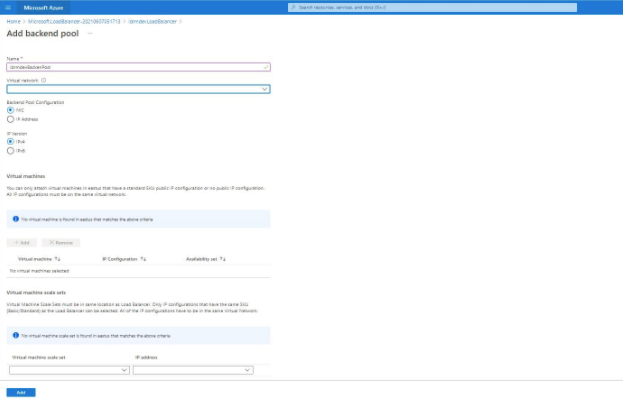 Microsoft Azure
Search resources, services, and docs (G+/)
Home > Microsoft.LoadBalancer-20210607081713 > idrmdevLoadBalancer >
Add backend pool ...
Name *
Virtual network
Backend Pool Configuration
NIC
IP Address
IP Version
IPv4
IPv6
Virtual machines
You can only attach virtual machines in eastus that have a standard SKU public IP configuration or no public IP configuration.
All IP configurations must be on the same virtual network.
No virtual machine is found in eastus that matches the above criteria
+ Add
Remove
Virtual machine ↑↓
IP Configuration ↑↓
Availability set ↑↓
No virtual machines selected
Virtual machine scale sets
Virtual Machine Scale Sets must be in same location as Load Balancer. Only IP configurations that have the same SKU
(Basic/Standard) as the Load Balancer can be selected. All of the IP configurations have to be in the same Virtual Network.
No virtual machine scale set is found in eastus that matches the above criteria
Virtual machine scale set
IP address
Add